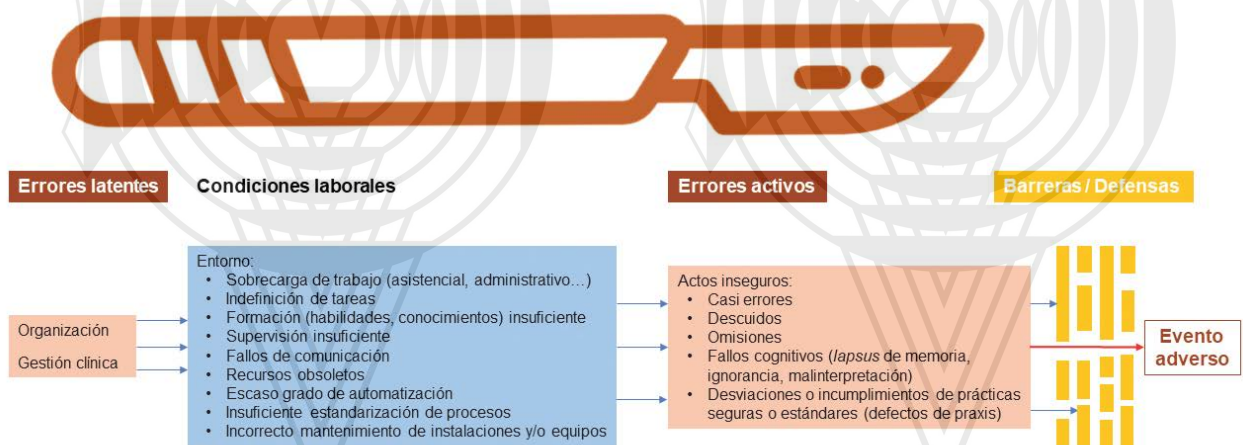 Errores latentes
Condiciones laborales
Errores activos
Barreras / Defensas
Organización
Gestión clínica
Entorno:
• Sobrecarga de trabajo (asistencial, administrativo…)
• Indefinición de tareas
• Formación (habilidades, conocimientos) insuficiente
• Supervisión insuficiente
• Fallos de comunicación
• Recursos obsoletos
• Escaso grado de automatización
• Insuficiente estandarización de procesos
• Incorrecto mantenimiento de instalaciones y/o equipos
Actos inseguros:
• Casi errores
• Descuidos
• Omisiones
• Fallos cognitivos (lapsus de memoria,
ignorancia, malinterpretación)
• Desviaciones o incumplimientos de prácticas
seguras o estándares (defectos de praxis)
Evento
adverso